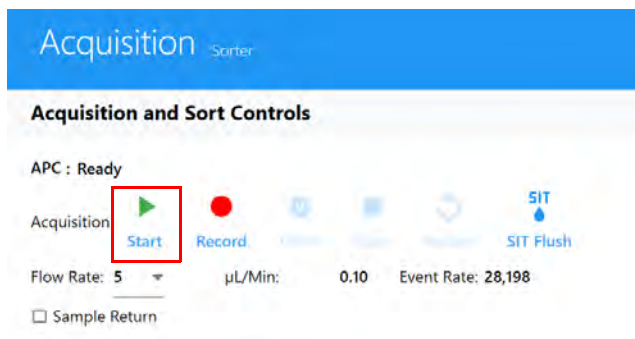 Acquisition Sorter
Acquisition and Sort Controls
APC : Ready
Acquisition
Start Record SIT Flush
SIT
Flow Rate: 5 µL/Min: 0.10 Event Rate: 28,198
Sample Return